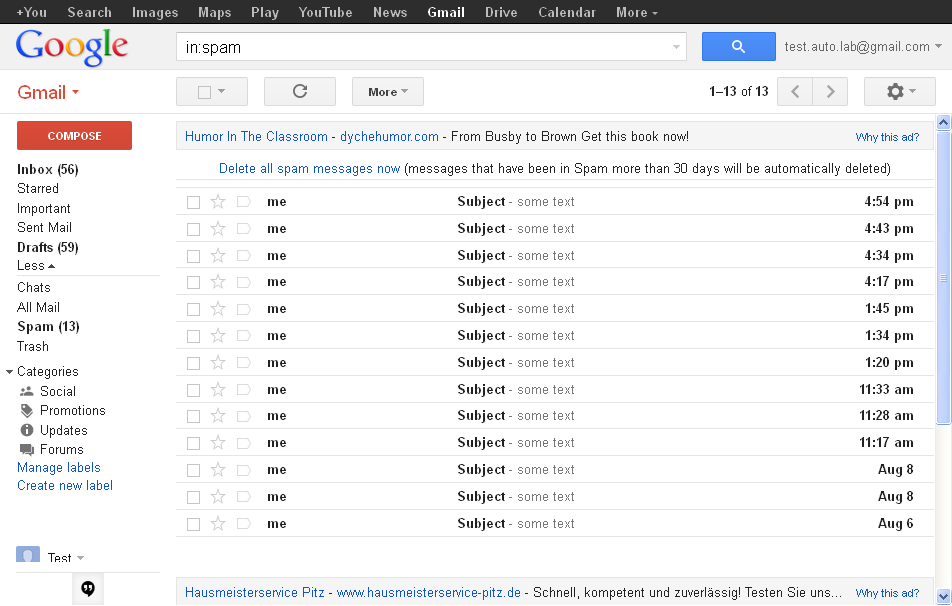 +You Search Images Maps Play YouTube News Gmail Drive Calendar More
Google in:spam test.auto.lab@gmail.com
Gmail More 1–13 of 13
COMPOSE
Inbox (56)
Starred
Important
Sent Mail
Drafts (59)
Less
Chats
All Mail
Spam (13)
Trash
Categories
Social
Promotions
Updates
Forums
Manage labels
Create new label
Test
Humor In The Classroom - dychehumor.com - From Busby to Brown Get this book now! Why this ad?
Delete all spam messages now (messages that have been in Spam more than 30 days will be automatically deleted)
me Subject - some text 4:54 pm
me Subject - some text 4:43 pm
me Subject - some text 4:34 pm
me Subject - some text 4:17 pm
me Subject - some text 1:45 pm
me Subject - some text 1:34 pm
me Subject - some text 1:20 pm
me Subject - some text 11:33 am
me Subject - some text 11:28 am
me Subject - some text 11:17 am
me Subject - some text Aug 8
me Subject - some text Aug 8
me Subject - some text Aug 6
Hausmeisterservice Pitz - www.hausmeisterservice-pitz.de - Schnell, kompetent und zuverlässig! Testen Sie uns... Why this ad?